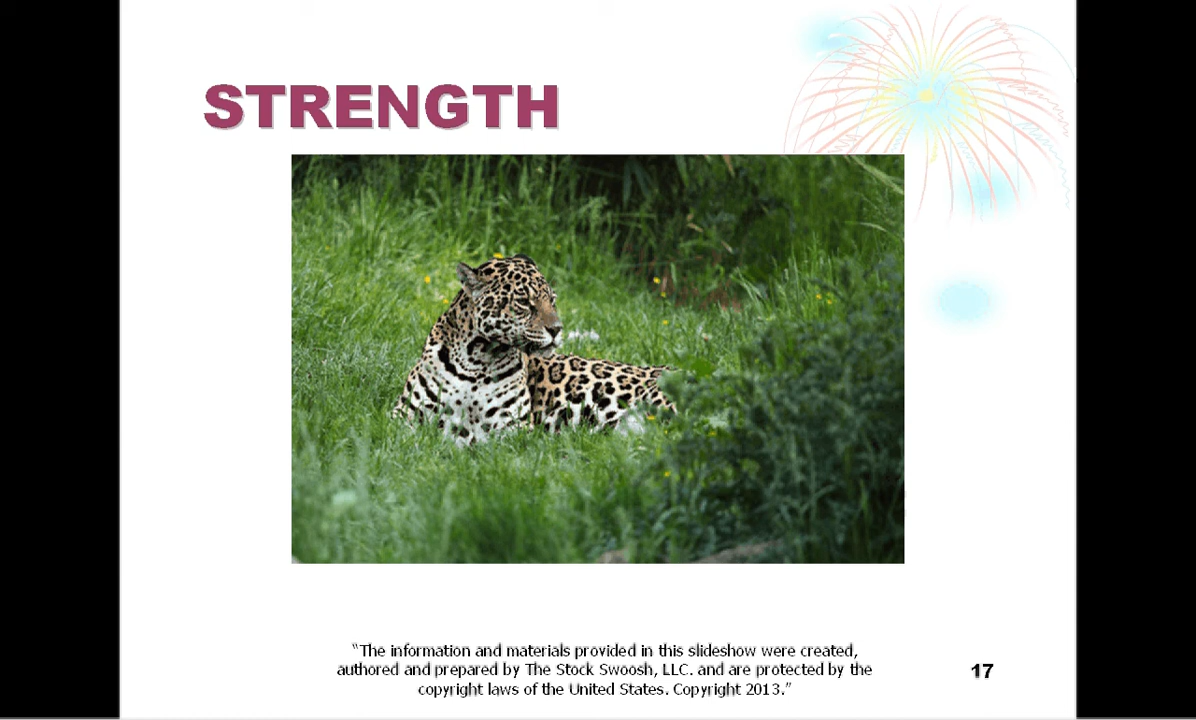 STRENGTH
“The information and materials provided in this slideshow were created,
authored and prepared by The Stock Swoosh, LLC. and are protected by the
copyright laws of the United States. Copyright 2013.”
17